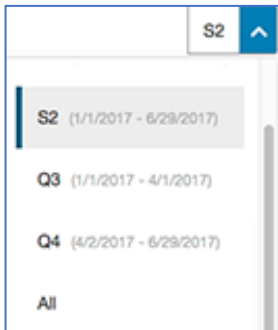 S2
S2 (1/1/2017 - 6/29/2017)
Q3 (1/1/2017 - 4/1/2017)
Q4 (4/2/2017 - 6/29/2017)
All